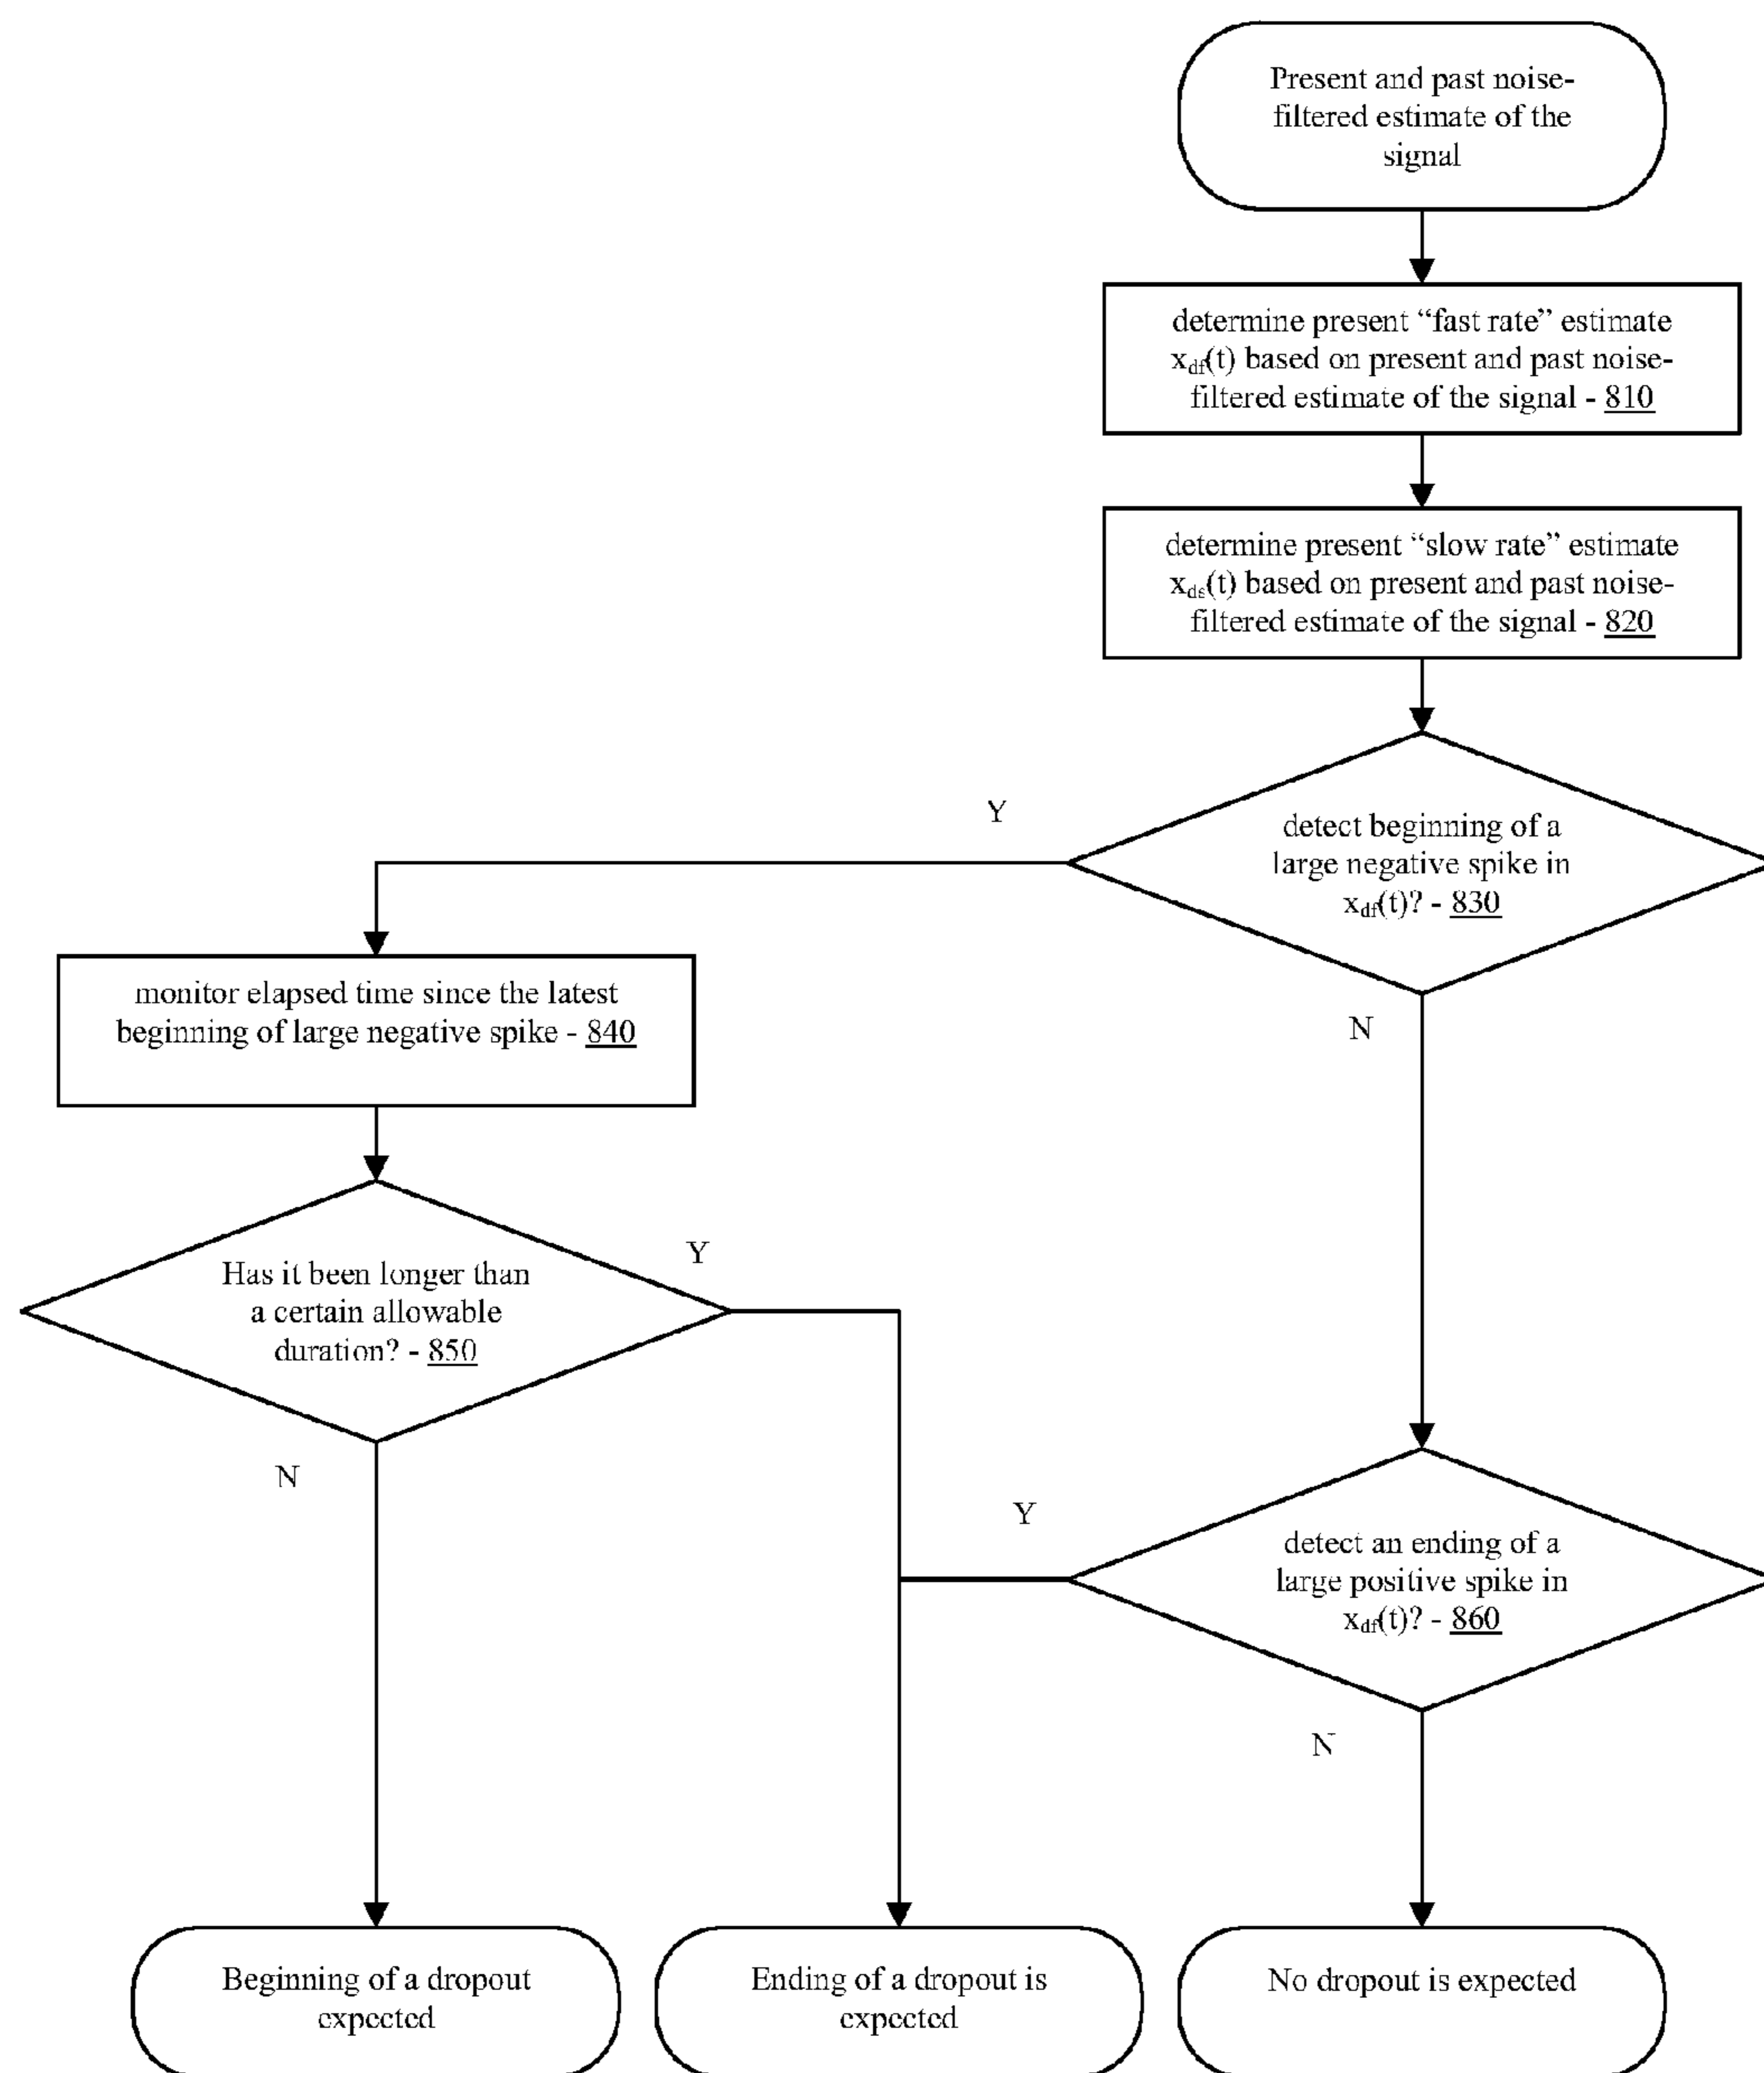 Present and past noise-
filtered estimate of the
signal
determine present “fast rate” estimate
x_df(t) based on present and past noise-
filtered estimate of the signal - 810
determine present “slow rate” estimate
x_ds(t) based on present and past noise-
filtered estimate of the signal - 820
detect beginning of a
large negative spike in
x_df(t)? - 830
Y
N
monitor elapsed time since the latest
beginning of large negative spike - 840
Has it been longer than
a certain allowable
duration? - 850
Y
N
detect an ending of a
large positive spike in
x_df(t)? - 860
Y
N
Beginning of a dropout
expected
Ending of a dropout is
expected
No dropout is expected